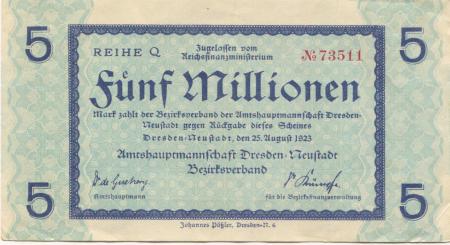 5 5
REIHE Q
Zugelassen vom
Reichsfinanzministerium
№ 73511
Fünf Millionen
Mark zahlt der Bezirksverband der Amtshauptmannschaft Dresden-
Neustadt gegen Rückgabe dieses Scheines
Dresden-Neustadt, den 25. August 1923
Amtshauptmannschaft Dresden-Neustadt
Bezirksverband
Amtshauptmann
für die Bezirksfinanzverwaltung
5 5
Johannes Päßler, Dresden-N. 6